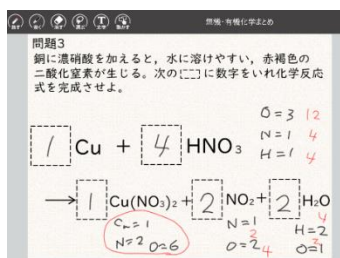 無機・有機化学まとめ
問題3
銅に濃硝酸を加えると，水に溶けやすい，赤褐色の
二酸化窒素が生じる。次の に数字をいれ化学反応
式を完成させよ。
O=3 12
N=1 4
H=1 4
1 Cu + 4 HNO3
→ 1 Cu(NO3)2 + 2 NO2 + 2 H2O
Cu=1
N=2 O=6
N=1
O=2 4
4
H=2
2
O=1